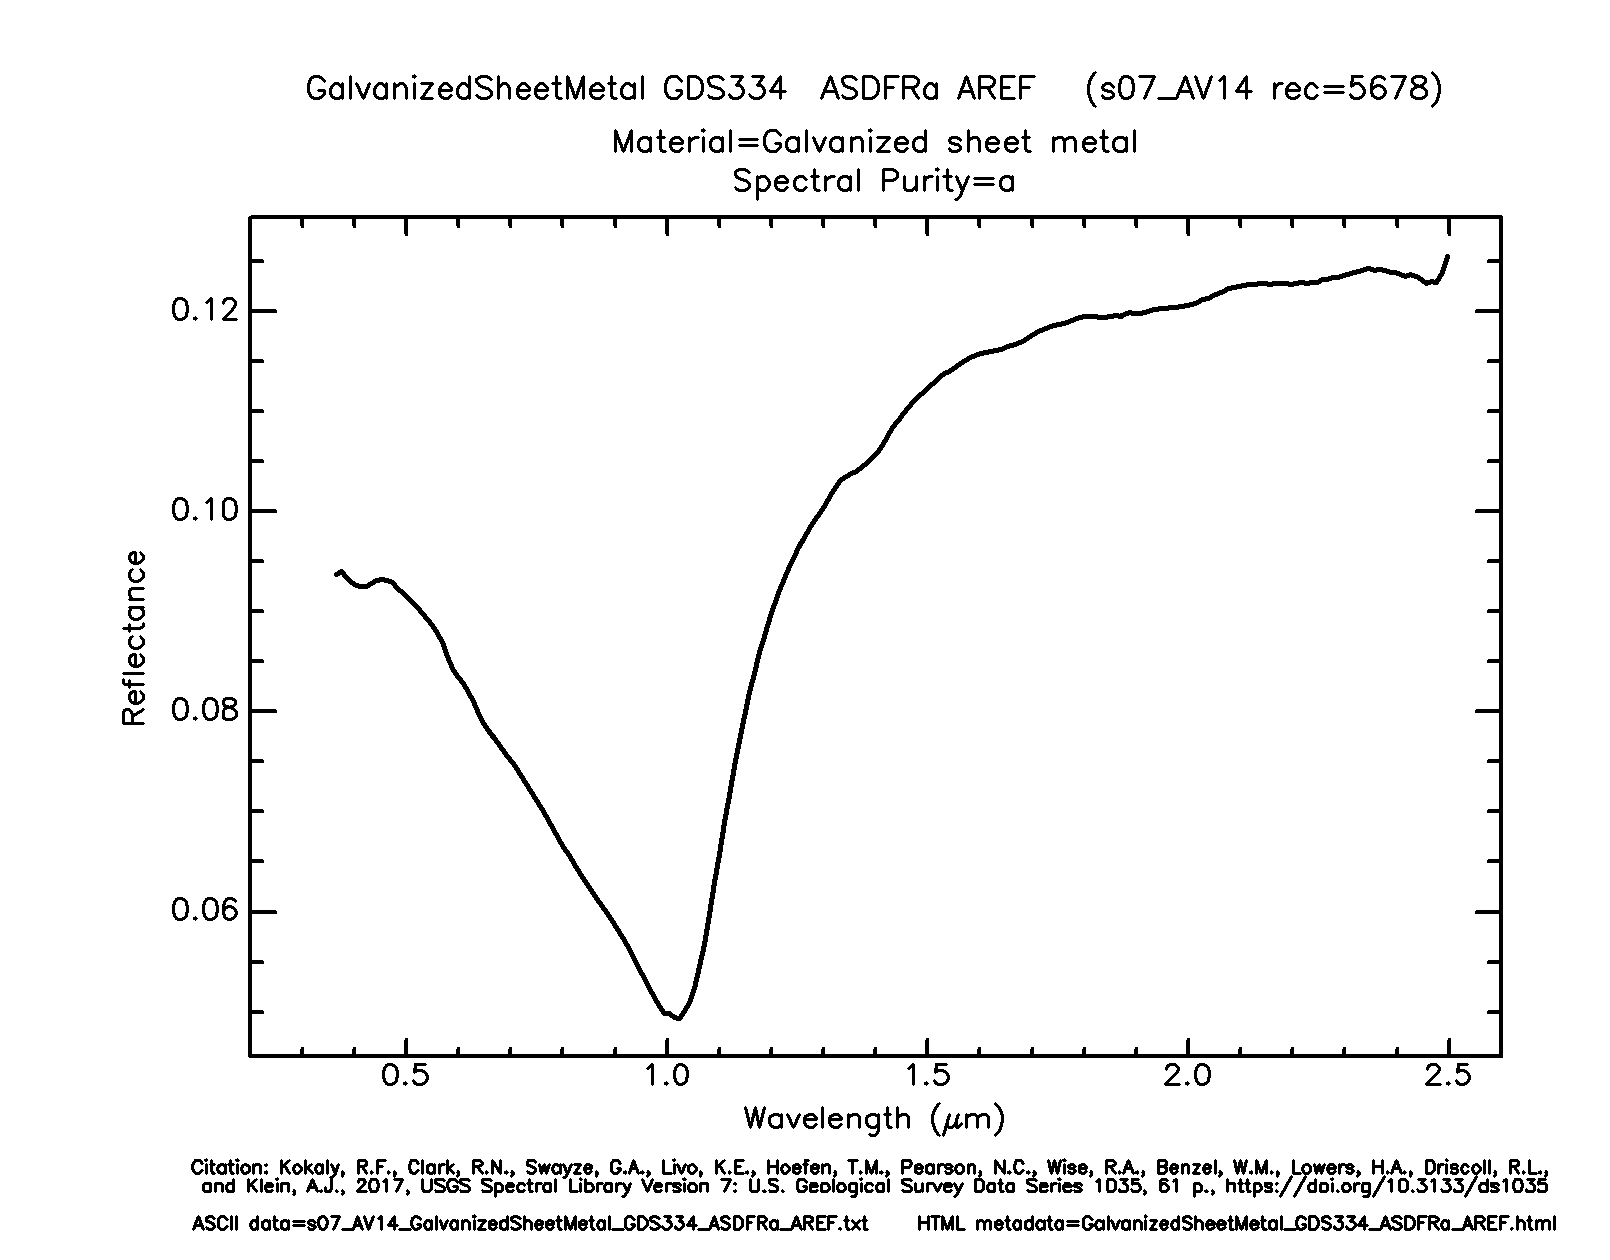 GalvanizedSheetMetal GDS334 ASDFRa AREF (s07_AV14 rec=5678)
Material=Galvanized sheet metal
Spectral Purity=a
0.12
0.10
0.08
0.06
Reflectance
0.5 1.0 1.5 2.0 2.5
Wavelength (μm)
Citation: Kokaly, R.F., Clark, R.N., Swayze, G.A., Livo, K.E., Hoefen, T.M., Pearson, N.C., Wise, R.A., Benzel, W.M., Lowers, H.A., Driscoll, R.L.,
and Klein, A.J., 2017, USGS Spectral Library Version 7: U.S. Geological Survey Data Series 1035, 61 p., https://doi.org/10.3133/ds1035
ASCII data=s07_AV14_GalvanizedSheetMetal_GDS334_ASDFRa_AREF.txt HTML metadata=GalvanizedSheetMetal_GDS334_ASDFRa_AREF.html